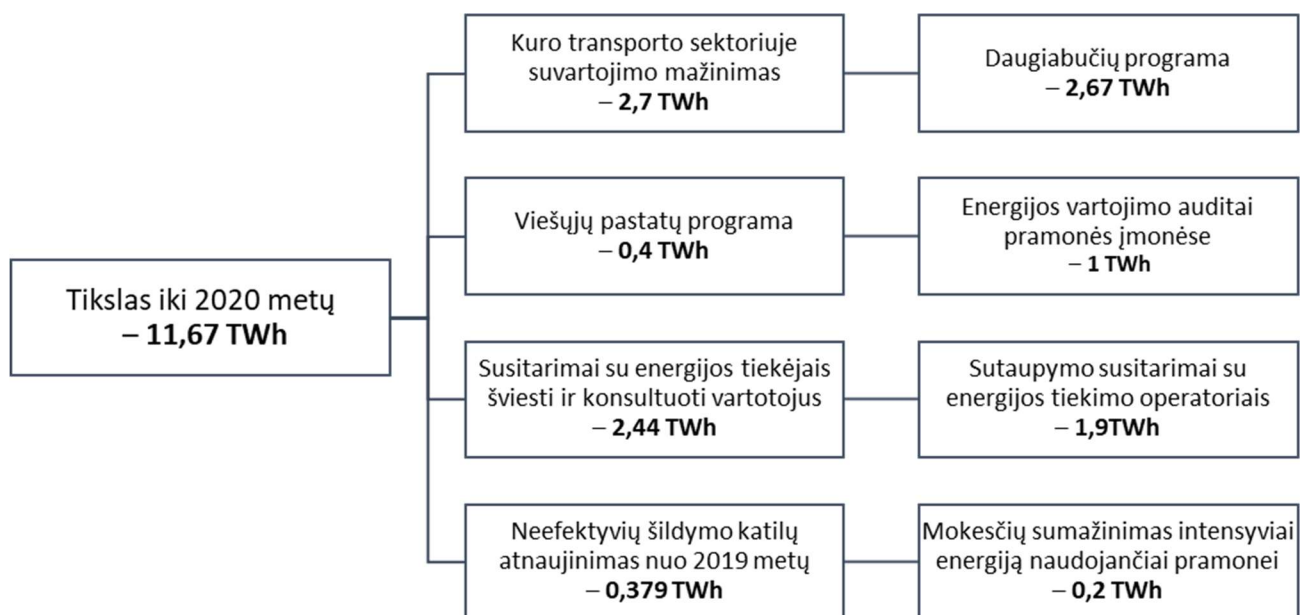 Tikslas iki 2020 metų
– 11,67 TWh
Kuro transporto sektoriuje
suvartojimo mažinimas
– 2,7 TWh
Daugiabučių programa
– 2,67 TWh
Viešųjų pastatų programa
– 0,4 TWh
Energijos vartojimo auditai
pramonės įmonėse
– 1 TWh
Susitarimai su energijos tiekėjais
šviesti ir konsultuoti vartotojus
– 2,44 TWh
Sutaupymo susitarimai su
energijos tiekimo operatoriais
– 1,9TWh
Neefektyvių šildymo katilų
atnaujinimas nuo 2019 metų
– 0,379 TWh
Mokesčių sumažinimas intensyviai
energiją naudojančiai pramonei
– 0,2 TWh